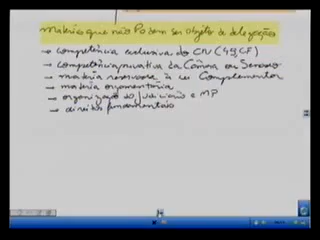 Matérias que não Podem ser objeto de delegação
→ competência exclusiva do CN (49, CF)
→ competência privativa da Câmara ou Senado
→ matéria reservada à lei Complementar
→ matéria orçamentária
→ organização do Judiciário e MP
→ direitos fundamentais